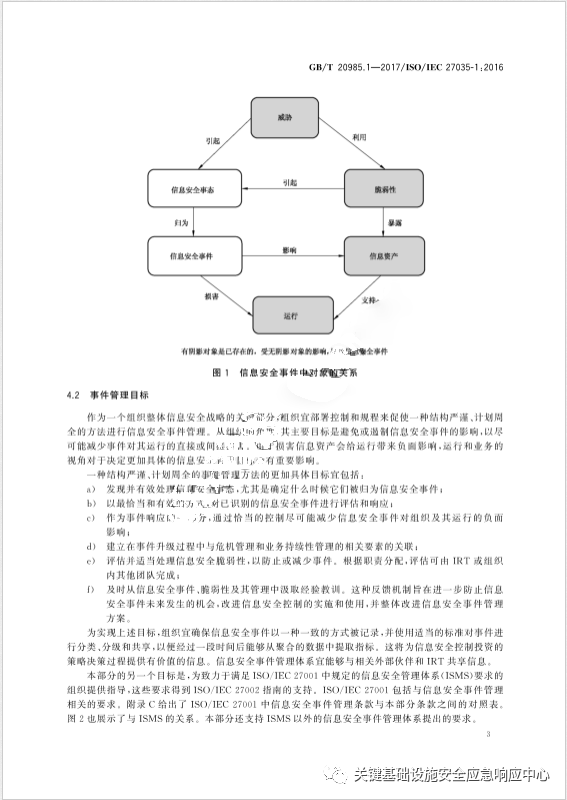 GB/T 20985.1—2017/ISO/IEC 27035-1:2016
威胁
引起
利用
信息安全事态
引起
脆弱性
归为
暴露
信息安全事件
影响
信息资产
损害
支持
运行
有阴影对象是已存在的，受无阴影对象的影响，全事件
图 1 信息安全事件中对象的关系
4.2 事件管理目标
作为一个组织整体信息安全战略的关部分，组织宜部署控制和规程来促使一种结构严谨、计划周
全的方法进行信息安全事件管理。从组织的角其主要目标是避免或遏制信息安全事件的影响，以尽
可能减少事件对其运行的直接或间损害信息资产会给运行带来负面影响，运行和业务的
视角对于决定更加具体的信息安有重要影响。
一种结构严谨、计划周全的事件管理方法的更加具体目标宜包括：
a) 发现并有效处理信安全事态，尤其是确定什么时候它们被归为信息安全事件；
b) 以最恰当和有效的对已识别的信息安全事件进行评估和响应；
c) 作为事件响应分，通过恰当的控制尽可能减少信息安全事件对组织及其运行的负面
影响；
d) 建立在事件升级过程中与危机管理和业务持续性管理的相关要素的关联；
e) 评估并适当处理信息安全脆弱性，以防止或减少事件。根据职责分配，评估可由 IRT 或组织
内其他团队完成；
f) 及时从信息安全事件、脆弱性及其管理中汲取经验教训。这种反馈机制旨在进一步防止信息
安全事件未来发生的机会，改进信息安全控制的实施和使用，并整体改进信息安全事件管理
方案。
为实现上述目标，组织宜确保信息安全事件以一种一致的方式被记录，并使用适当的标准对事件进
行分类、分级和共享，以便经过一段时间后能够从聚合的数据中提取指标。这将为信息安全控制投资的
策略决策过程提供有价值的信息。信息安全事件管理体系宜能够与相关外部伙伴和 IRT 共享信息。
本部分的另一个目标是，为致力于满足 ISO/IEC 27001 中规定的信息安全管理体系(ISMS)要求的
组织提供指导，这些要求得到 ISO/IEC 27002 指南的支持。ISO/IEC 27001 包括与信息安全事件管理
相关的要求。附录 C 给出了 ISO/IEC 27001 中信息安全事件管理条款与本部分条款之间的对照表。
图 2 也展示了与 ISMS 的关系。本部分还支持 ISMS 以外的信息安全事件管理体系提出的要求。
3
关键基础设施安全应急响应中心